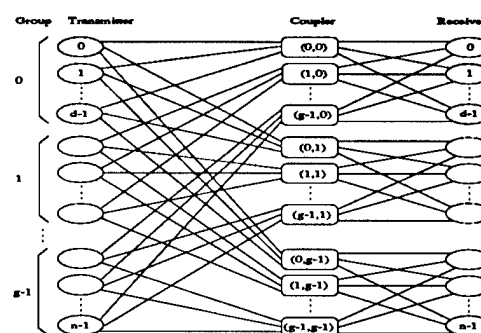 Group Transmitter Coupler Receive
0 (0,0) 0
1 (1,0) 1
0
d-1 (g-1,0) d-1
(0,1)
1 (1,1)
(g-1,1)
(0,g-1)
g-1 (1,g-1)
n-1 (g-1,g-1) n-1